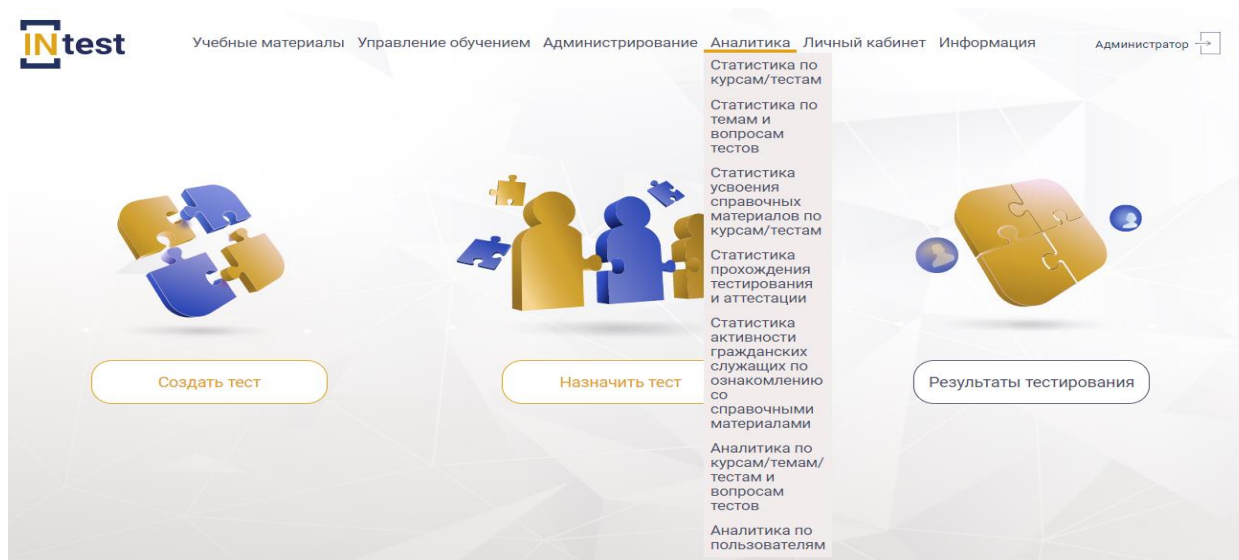 INtest
Учебные материалы Управление обучением Администрирование Аналитика Личный кабинет Информация Администратор
Статистика по
курсам/тестам
Статистика по
темам и
вопросам
тестов
Статистика
усвоения
справочных
материалов по
курсам/тестам
Статистика
прохождения
тестирования
и аттестации
Статистика
активности
гражданских
служащих по
ознакомлению
со
справочными
материалами
Аналитика по
курсам/темам/
тестам и
вопросам
тестов
Аналитика по
пользователям
Создать тест
Назначить тест
Результаты тестирования